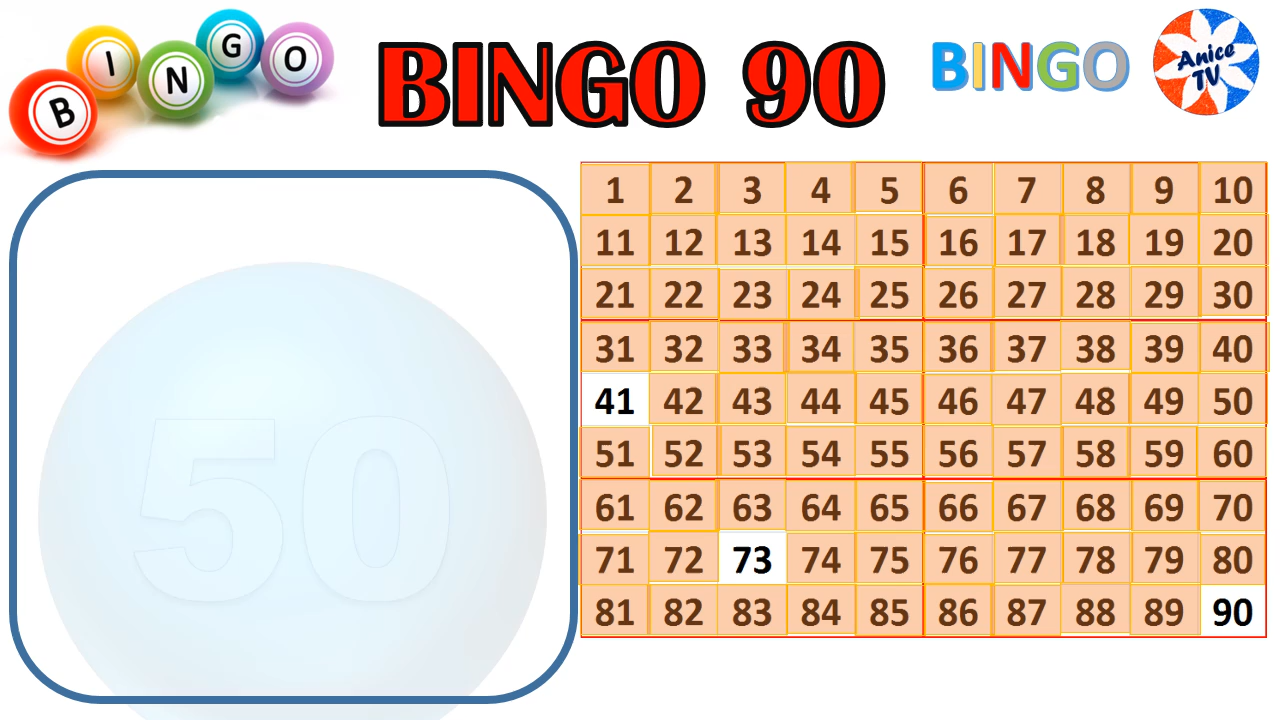 B I N G O
BINGO 90
BINGO
Anice
TV
50
1 2 3 4 5 6 7 8 9 10
11 12 13 14 15 16 17 18 19 20
21 22 23 24 25 26 27 28 29 30
31 32 33 34 35 36 37 38 39 40
41 42 43 44 45 46 47 48 49 50
51 52 53 54 55 56 57 58 59 60
61 62 63 64 65 66 67 68 69 70
71 72 73 74 75 76 77 78 79 80
81 82 83 84 85 86 87 88 89 90